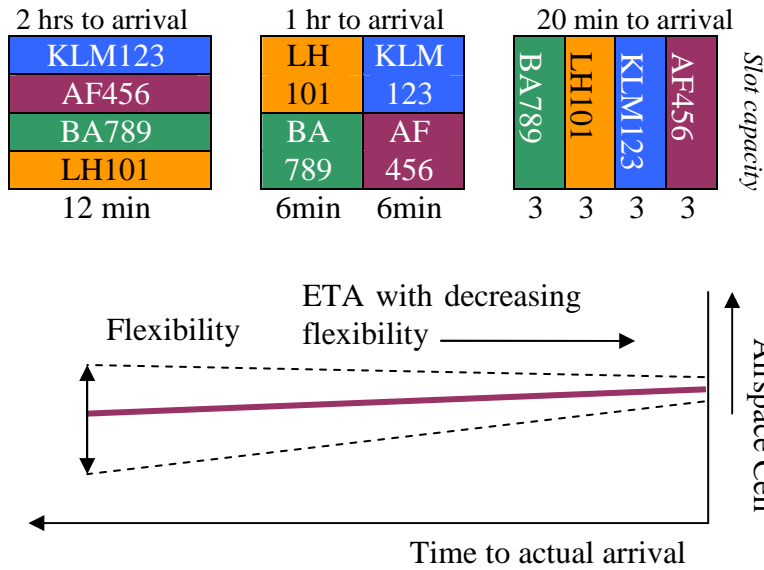 2 hrs to arrival
KLM123
AF456
BA789
LH101
12 min
1 hr to arrival
LH
101
KLM
123
BA
789
AF
456
6min 6min
20 min to arrival
BA789
LH101
KLM123
AF456
3 3 3 3
Slot capacity
ETA with decreasing
flexibility
Flexibility
Airspace Cell
Time to actual arrival